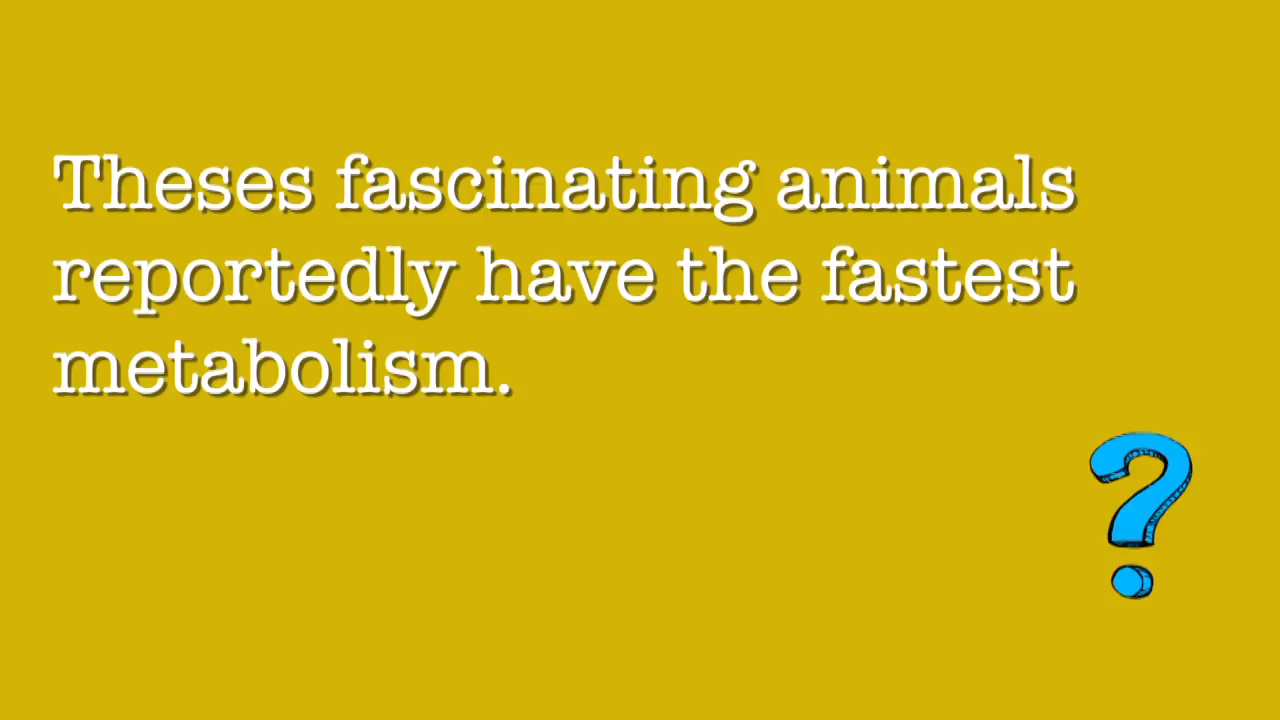 Theses fascinating animals
reportedly have the fastest
metabolism.
?